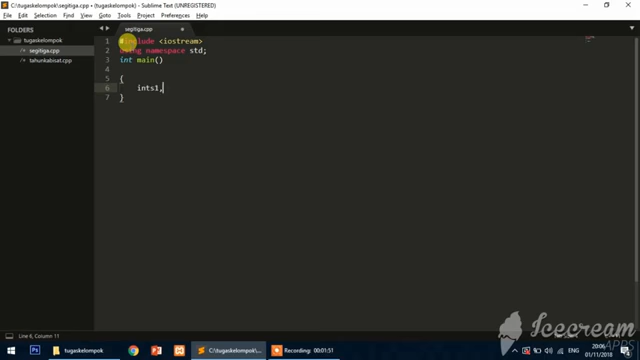 C:\tugaskelompok\segitiga.cpp • (tugaskelompok) - Sublime Text (UNREGISTERED)
File Edit Selection Find View Goto Tools Project Preferences Help
FOLDERS
tugaskelompok
segitiga.cpp
tahunkabisat.cpp
segitiga.cpp
1 #include <iostream>
2 using namespace std;
3 int main()
4
5 {
6 ints1,
7 }
Icecream
APPS
Line 6, Column 11
tugaskelompok
C:\tugaskelompok\...
Recording: 00:01:51
IND
20:06
01/11/2018